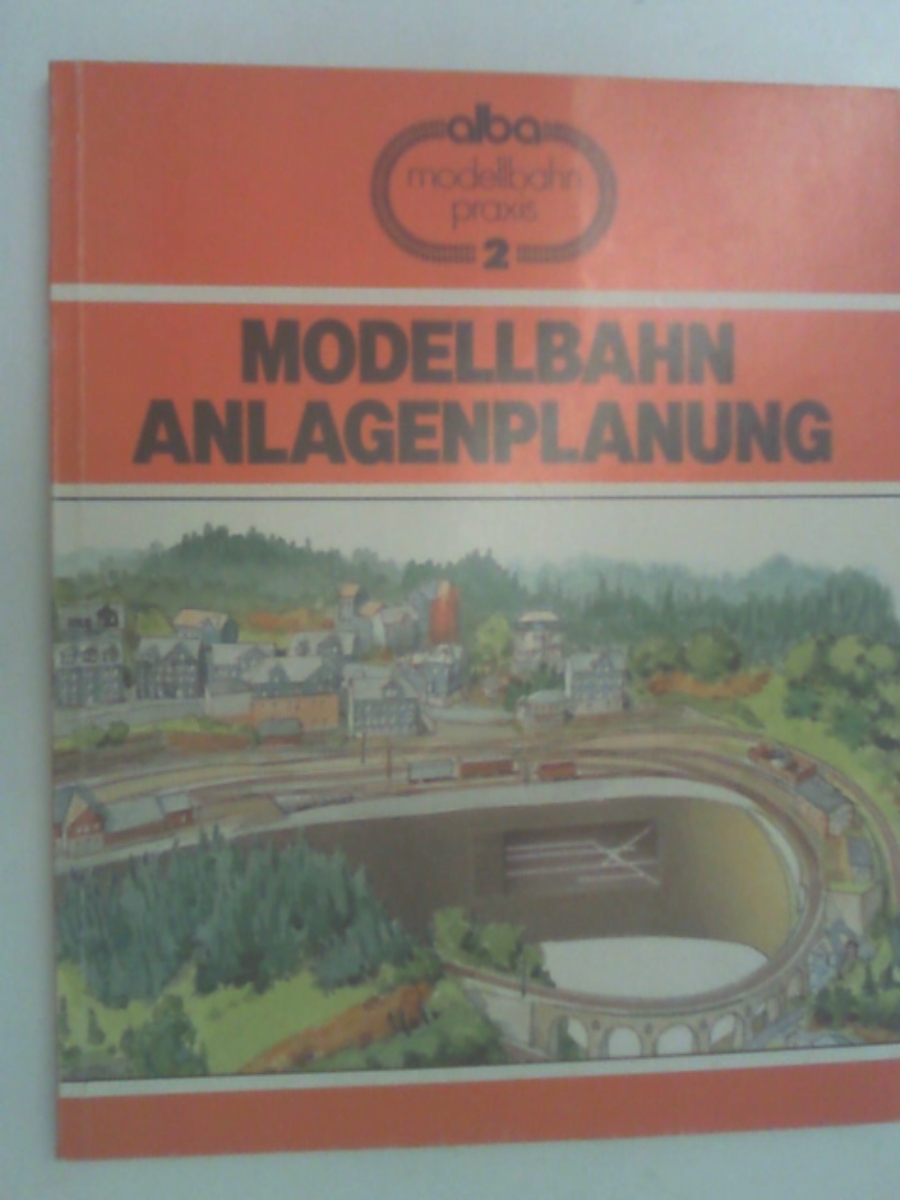 alba
modellbahn
praxis
2
MODELLBAHN
ANLAGENPLANUNG